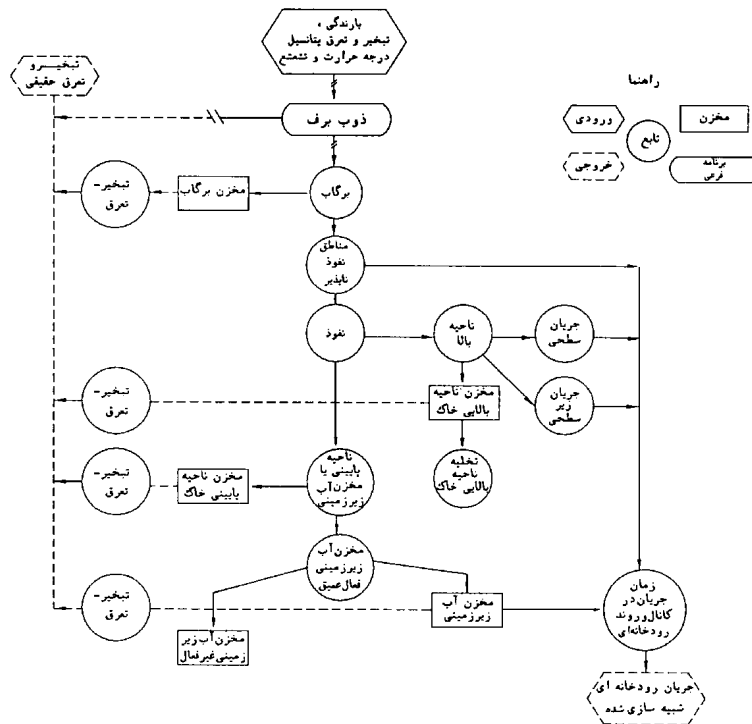 بارندگی ،
تبخیر و تعرق پتانسیل
درجه حرارت و تشعشع
تبخیــرو
تعرق حقیقی
راهنما
ورودی
مخزن
تابع
خروجی
برنامه
فرعی
ذوب برف
تبخیر-
تعرق
مخزن برگاب
برگاب
مناطق
نفوذ
ناپذیر
نفوذ
ناحیه
بالا
جریان
سطحی
تبخیر-
تعرق
مخزن ناحیه
بالایی خاک
جریان
زیر
سطحی
تبخیر-
تعرق
مخزن ناحیه
پایینی خاک
ناحیه
پایینی یا
مخزن آب
زیرزمینی
تخلیه
ناحیه
بالایی خاک
مخزن آب
زیرزمینی
فعال عمیق
تبخیر-
تعرق
مخزن آب
زیرزمینی
زمان
جریان در
کانال وروند
رودخانه‌ای
مخزن آب زیر
زمینی غیرفعال
جریان رودخانه ای
شبیه سازی شده